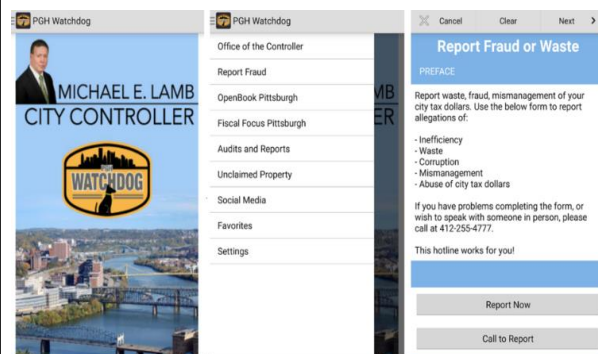 PGH Watchdog
MICHAEL E. LAMB
CITY CONTROLLER
WATCHDOG
PGH Watchdog
Office of the Controller
Report Fraud
OpenBook Pittsburgh
Fiscal Focus Pittsburgh
Audits and Reports
Unclaimed Property
Social Media
Favorites
Settings
MB
ER
Cancel
Clear
Next
Report Fraud or Waste
PREFACE
Report waste, fraud, mismanagement of your
city tax dollars. Use the below form to report
allegations of:
- Inefficiency
- Waste
- Corruption
- Mismanagement
- Abuse of city tax dollars
If you have problems completing the form, or
wish to speak with someone in person, please
call at 412-255-4777.
This hotline works for you!
Report Now
Call to Report